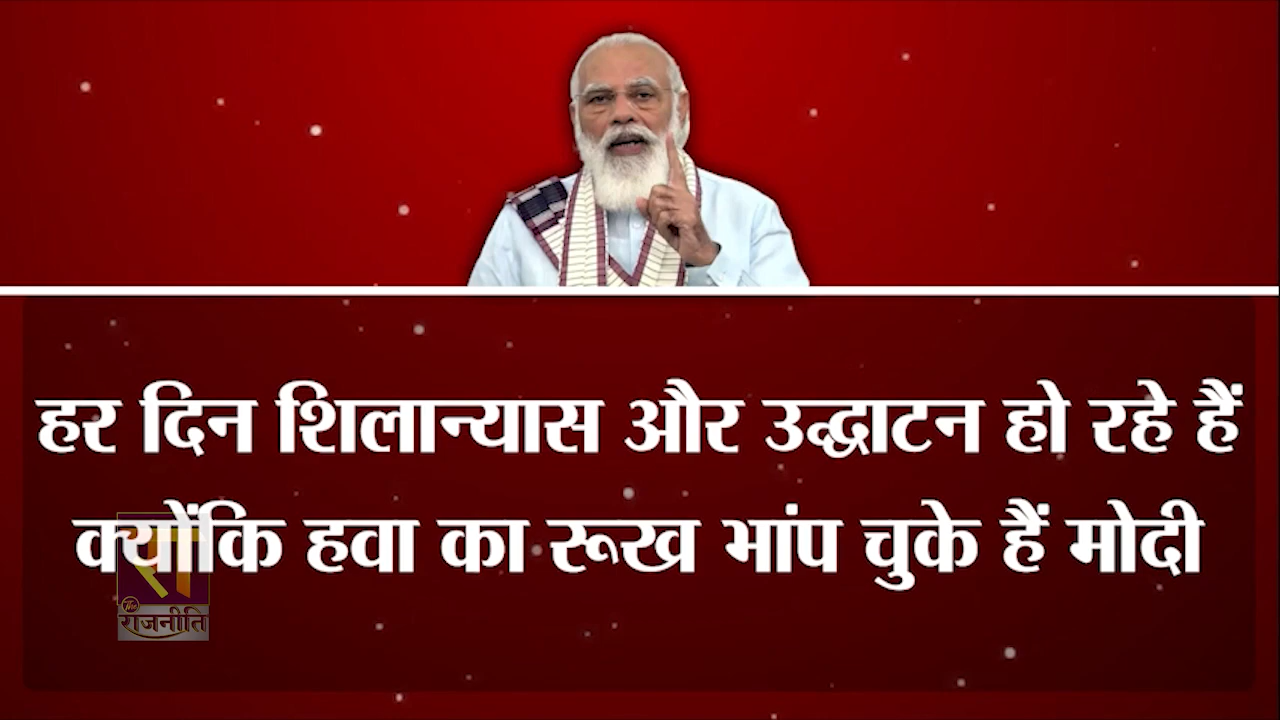 हर दिन शिलान्यास और उद्घाटन हो रहे हैं
क्योंकि हवा का रूख भांप चुके हैं मोदी
रा
The
राजनीति